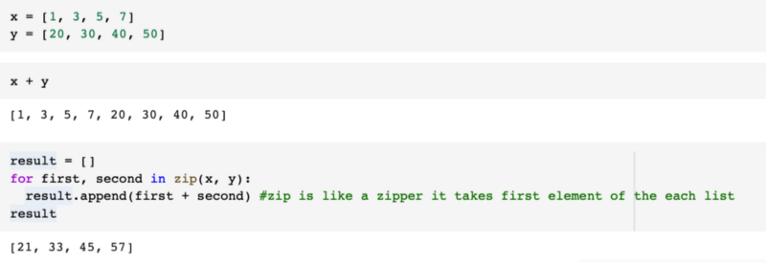 x = [1, 3, 5, 7]
y = [20, 30, 40, 50]
x + y
[1, 3, 5, 7, 20, 30, 40, 50]
result = []
for first, second in zip(x, y):
  result.append(first + second) #zip is like a zipper it takes first element of the each list
result
[21, 33, 45, 57]